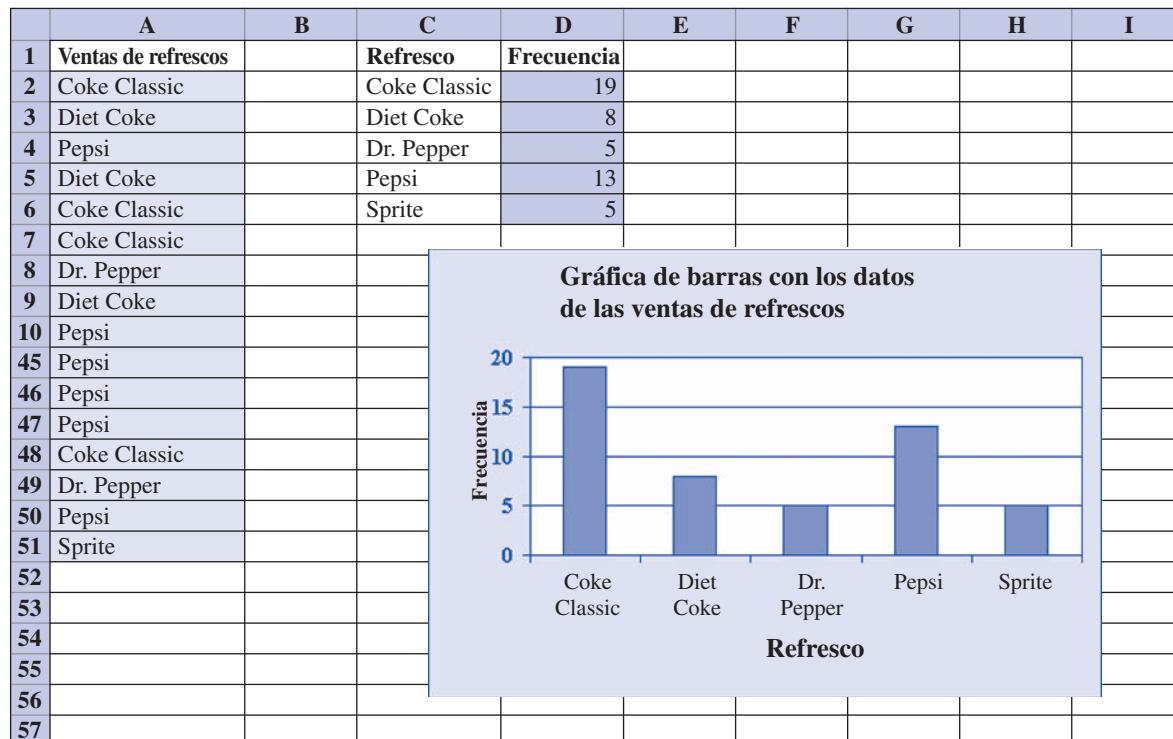 A B C D E F G H I
1 Ventas de refrescos Refresco Frecuencia
2 Coke Classic Coke Classic 19
3 Diet Coke Diet Coke 8
4 Pepsi Dr. Pepper 5
5 Diet Coke Pepsi 13
6 Coke Classic Sprite 5
7 Coke Classic
8 Dr. Pepper
9 Diet Coke
10 Pepsi
45 Pepsi
46 Pepsi
47 Pepsi
48 Coke Classic
49 Dr. Pepper
50 Pepsi
51 Sprite
52
53
54
55
56
57
Gráfica de barras con los datos
de las ventas de refrescos
Frecuencia
20
15
10
5
0
Coke Diet Dr. Pepsi Sprite
Classic Coke Pepper
Refresco